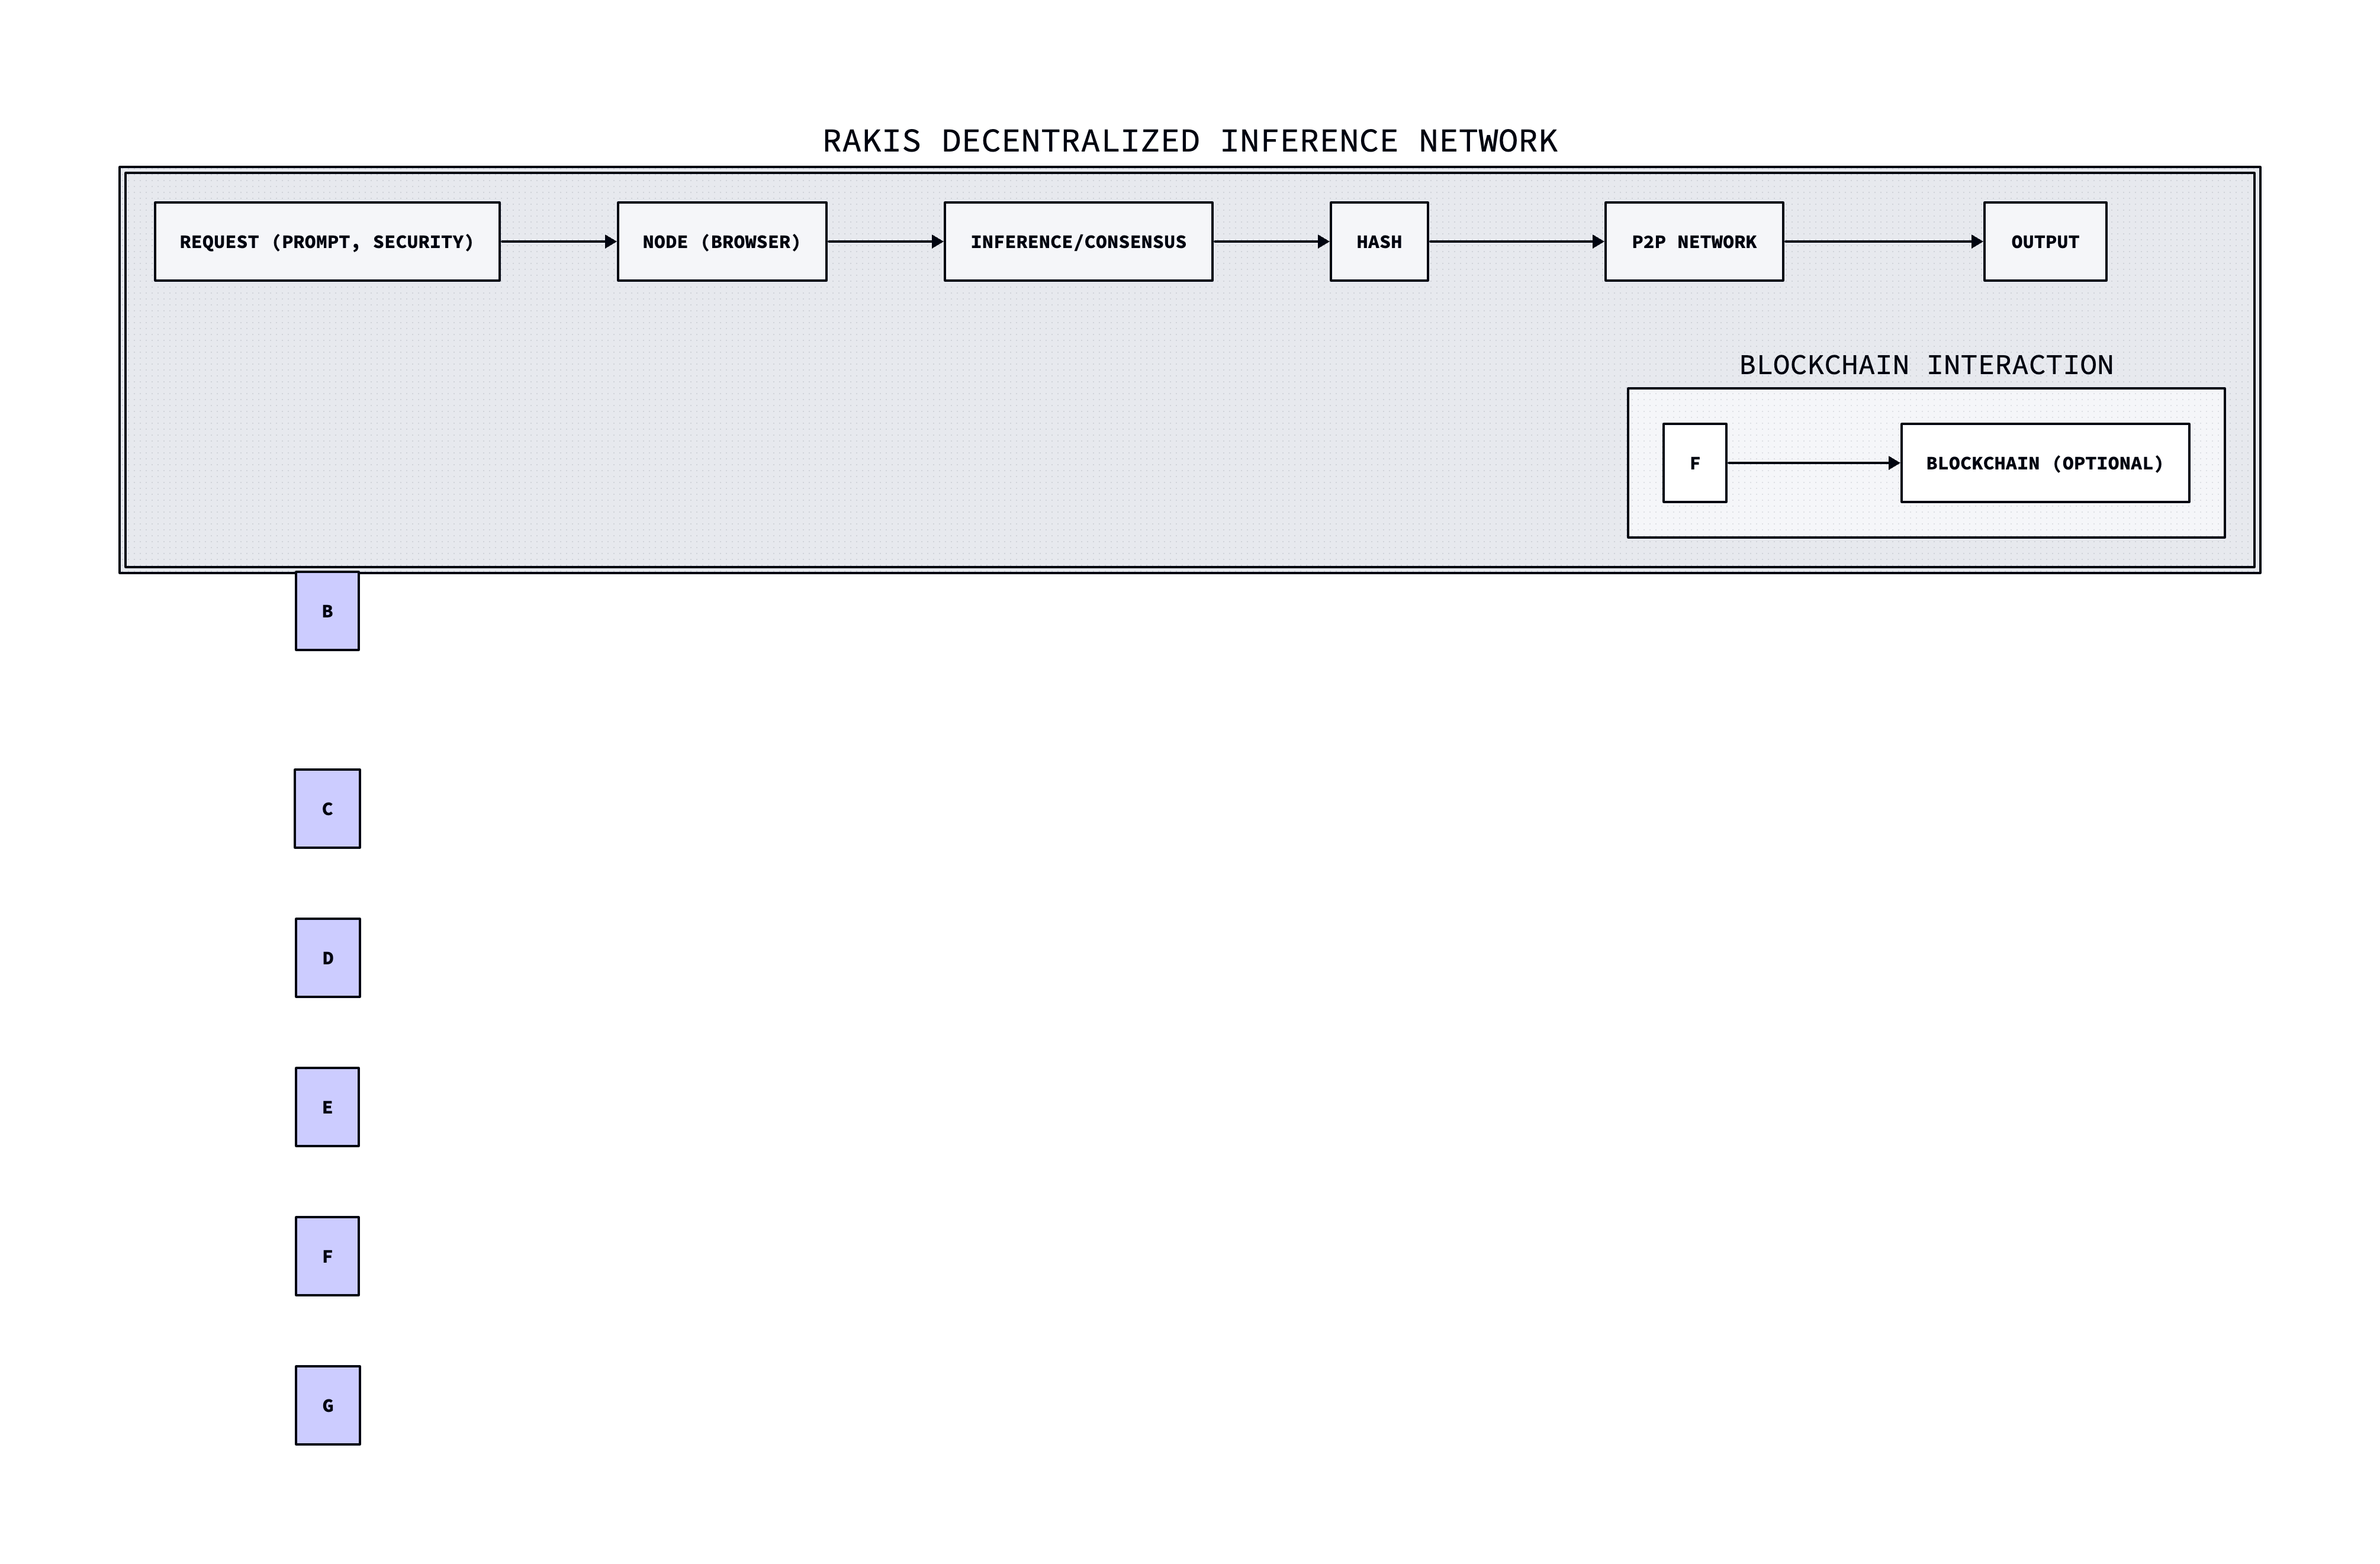 RAKIS DECENTRALIZED INFERENCE NETWORK
REQUEST (PROMPT, SECURITY)
NODE (BROWSER)
INFERENCE/CONSENSUS
HASH
P2P NETWORK
OUTPUT
BLOCKCHAIN INTERACTION
F
BLOCKCHAIN (OPTIONAL)
B
C
D
E
F
G